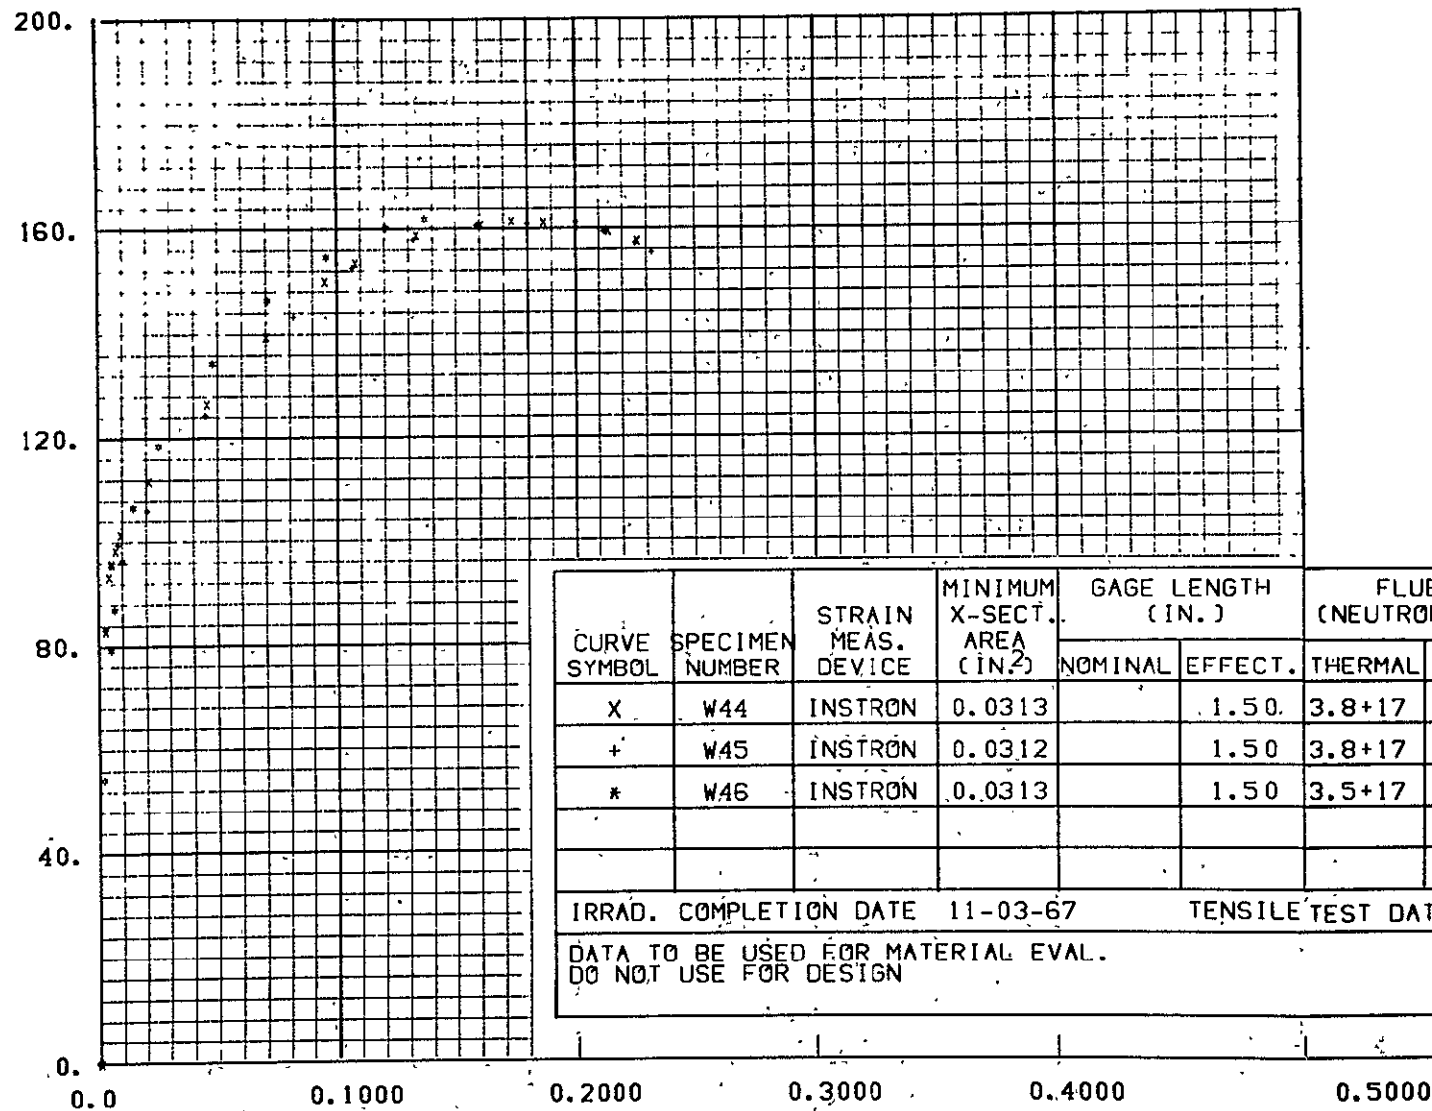 200.
160.
120.
80.
40.
0.
0.0 0.1000 0.2000 0.3000 0.4000 0.5000
CURVE SYMBOL SPECIMEN NUMBER STRAIN MEAS. DEVICE MINIMUM X-SECT. AREA (IN.2) GAGE LENGTH (IN.) NOMINAL EFFECT. THERMAL
X W44 INSTRON 0.0313 1.50 3.8+17
+ W45 INSTRON 0.0312 1.50 3.8+17
* W46 INSTRON 0.0313 1.50 3.5+17
IRRAD. COMPLETION DATE 11-03-67 TENSILE TEST DAT
DATA TO BE USED FOR MATERIAL EVAL.
DO NOT USE FOR DESIGN